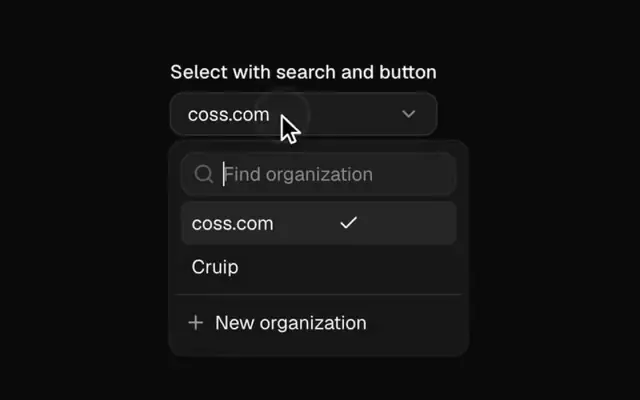 Select with search and button
coss.com
Find organization
coss.com
Cruip
New organization